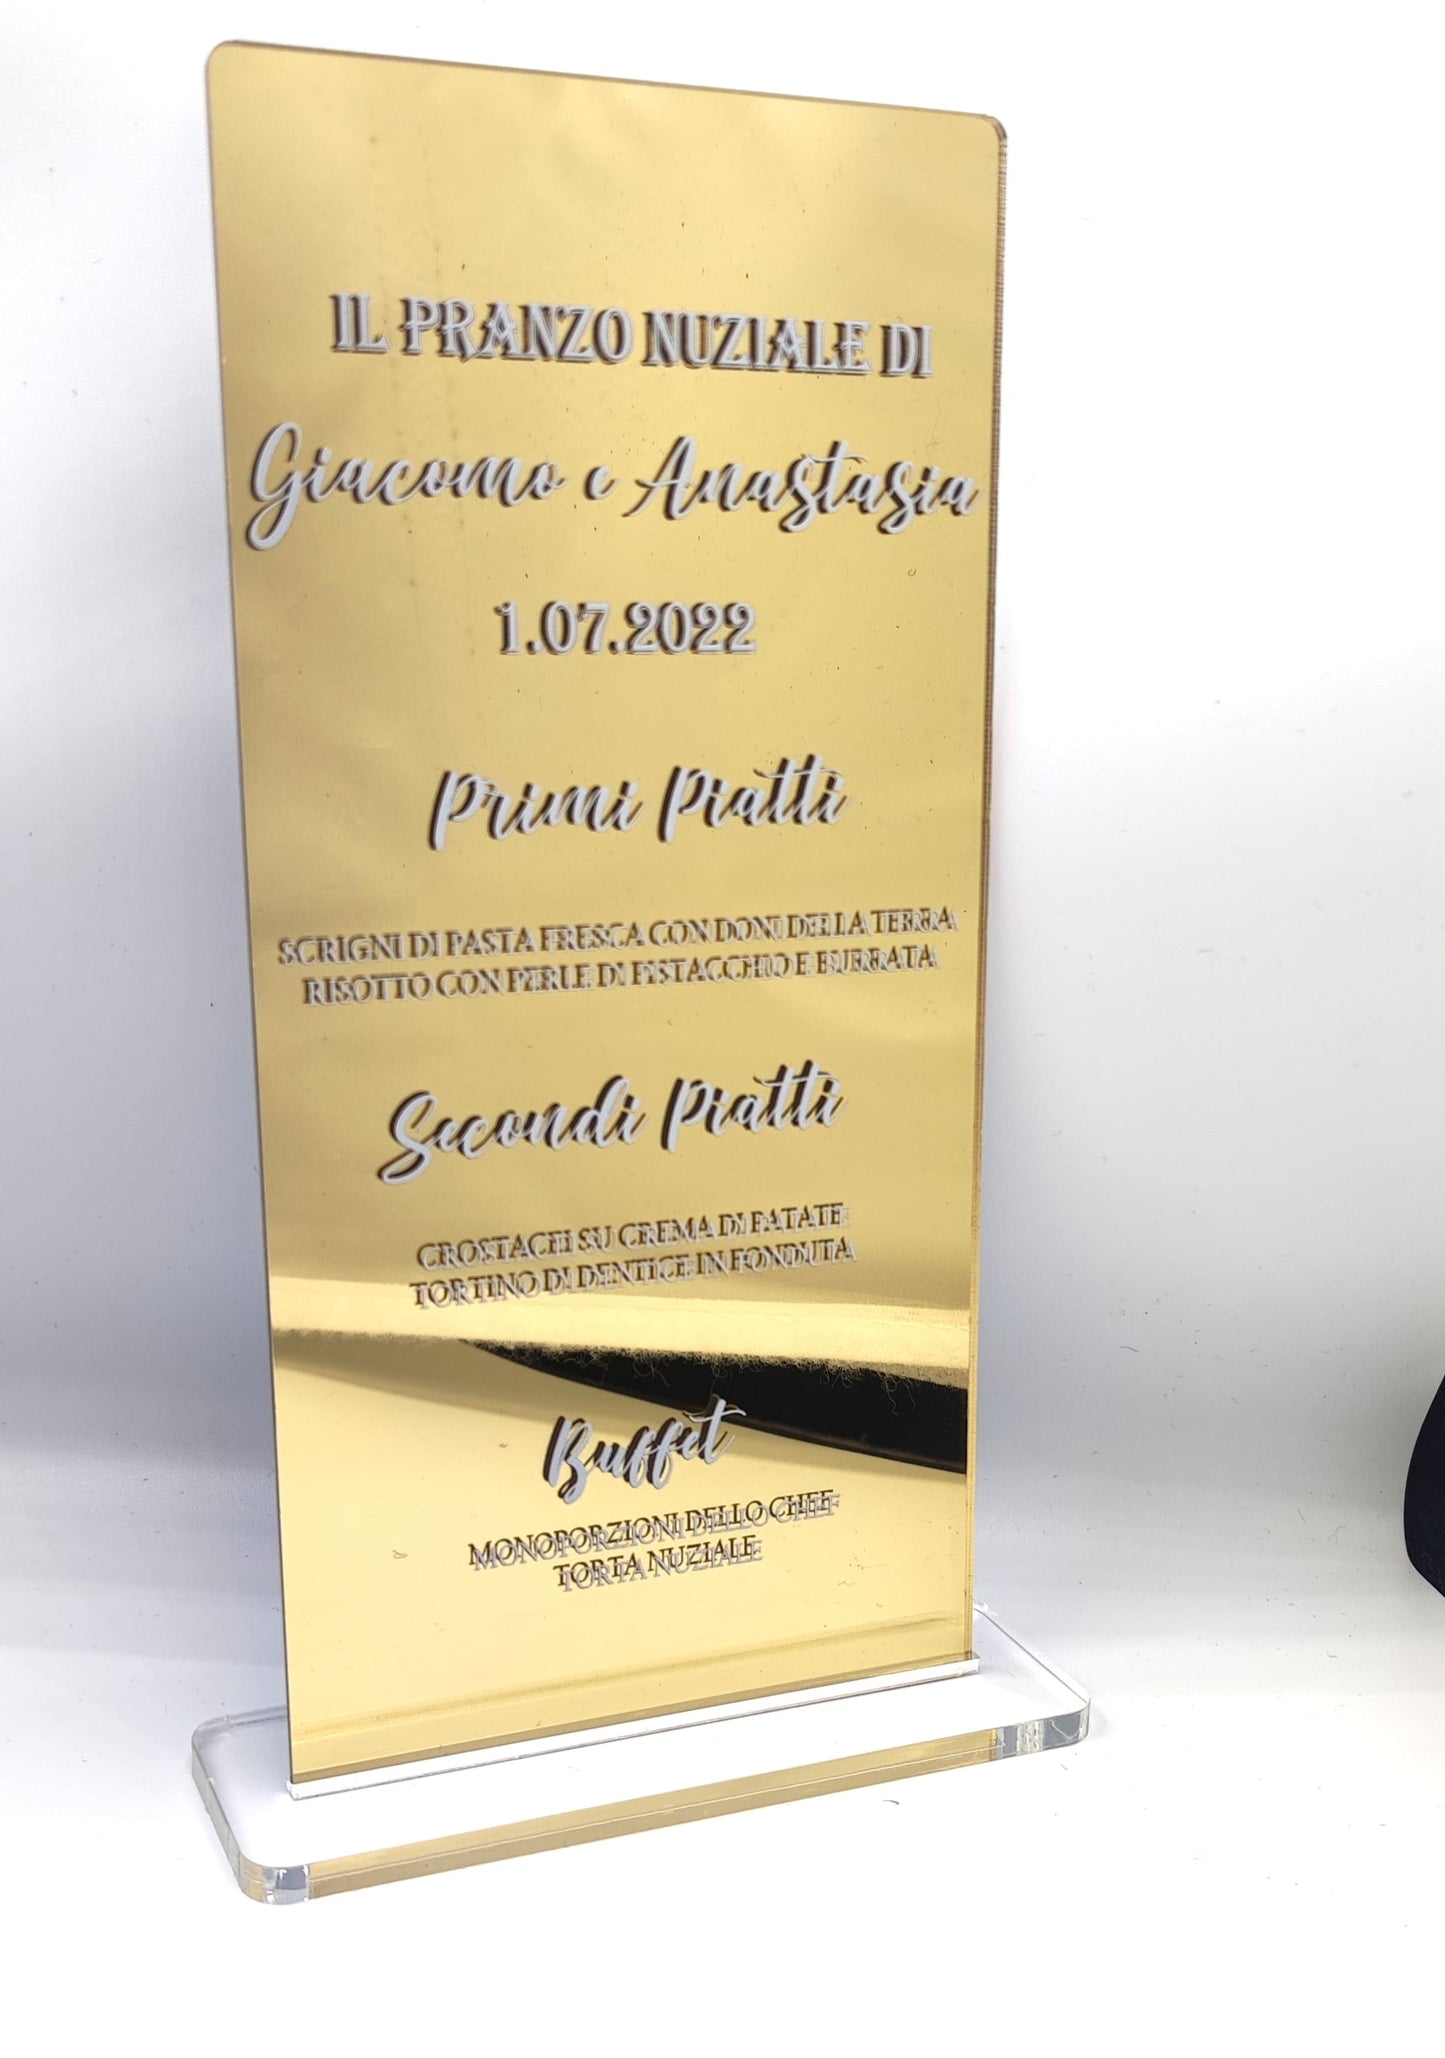 IL PRANZO NUZIALE DI
Giacomo e Anastasia
1.07.2022
Primi Piatti
SCRIGNI DI PASTA FRESCA CON DONI DELLA TERRA
RISOTTO CON PERLE DI PISTACCHIO E BURRATA
Secondi Piatti
CROSTACEI SU CREMA DI PATATE
TORTINO DI DENTICE IN FONDUTA
Buffet
MONOPORZIONI DELLO CHEF
TORTA NUZIALE